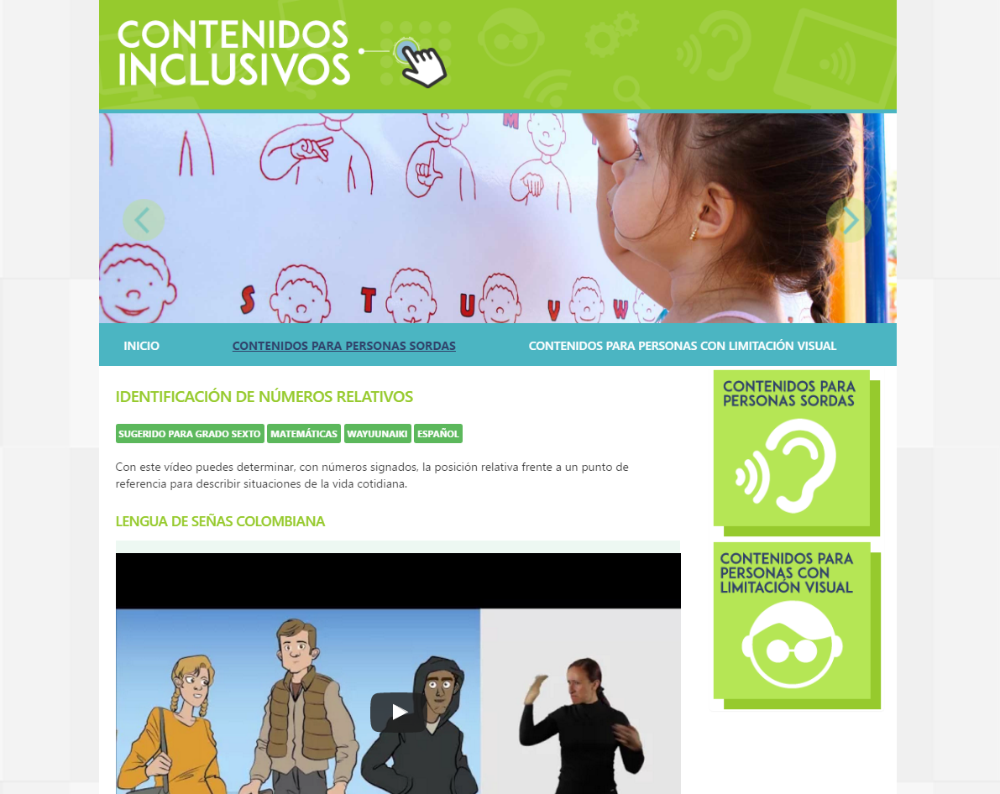 CONTENIDOS
INCLUSIVOS
M
S T U V W
INICIO CONTENIDOS PARA PERSONAS SORDAS CONTENIDOS PARA PERSONAS CON LIMITACIÓN VISUAL
IDENTIFICACIÓN DE NÚMEROS RELATIVOS
SUGERIDO PARA GRADO SEXTO MATEMÁTICAS WAYUUNAIKI ESPAÑOL
Con este vídeo puedes determinar, con números signados, la posición relativa frente a un punto de
referencia para describir situaciones de la vida cotidiana.
LENGUA DE SEÑAS COLOMBIANA
CONTENIDOS PARA
PERSONAS SORDAS
CONTENIDOS PARA
PERSONAS CON
LIMITACIÓN VISUAL